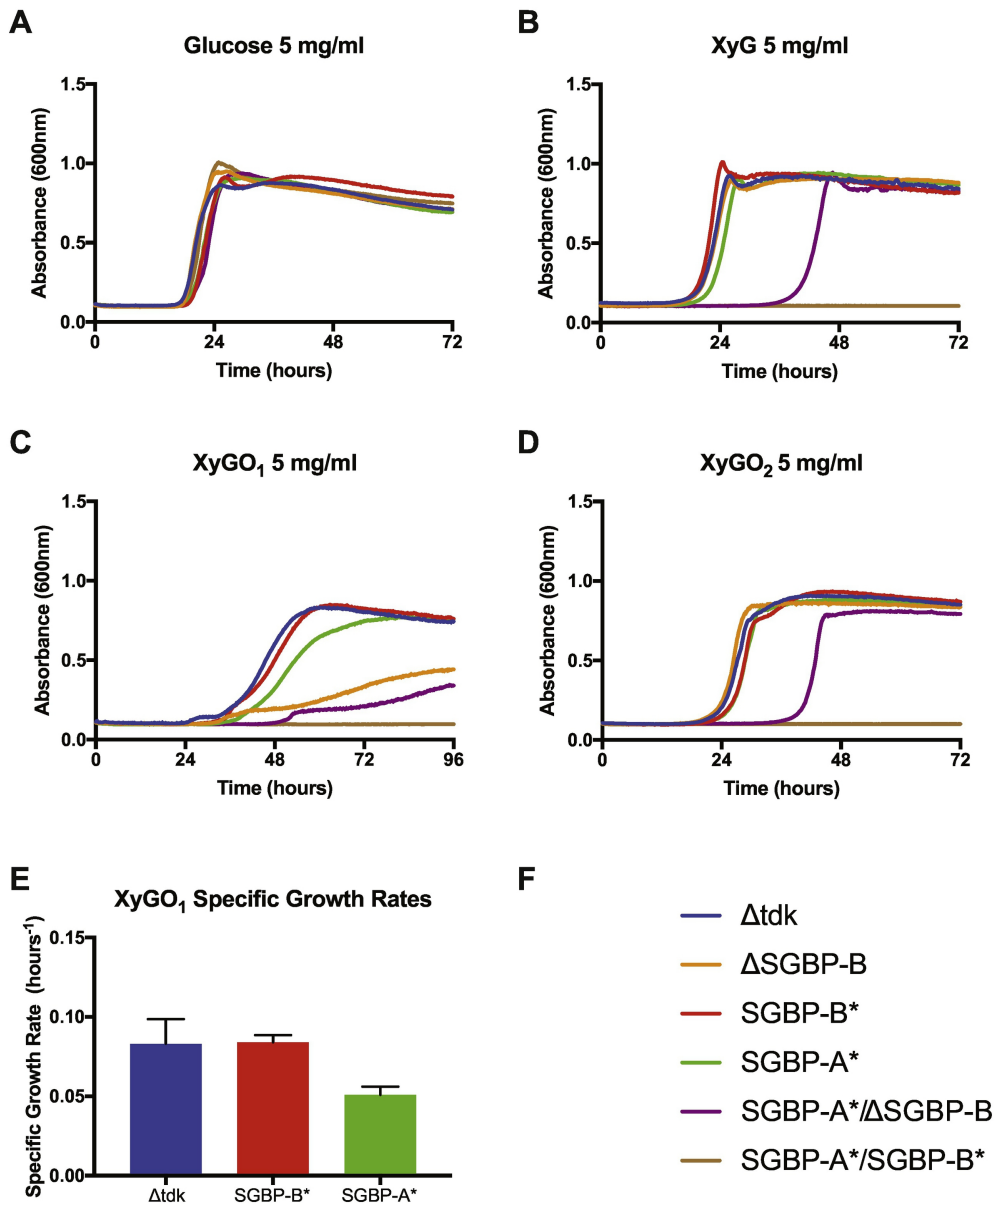 A
Glucose 5 mg/ml
Absorbance (600nm)
1.5
1.0
0.5
0.0
0 24 48 72
Time (hours)
B
XyG 5 mg/ml
Absorbance (600nm)
1.5
1.0
0.5
0.0
0 24 48 72
Time (hours)
C
XyGO1 5 mg/ml
Absorbance (600nm)
1.5
1.0
0.5
0.0
0 24 48 72 96
Time (hours)
D
XyGO2 5 mg/ml
Absorbance (600nm)
1.5
1.0
0.5
0.0
0 24 48 72
Time (hours)
E
XyGO1 Specific Growth Rates
Specific Growth Rate (hours-1)
0.15
0.10
0.05
0.00
Δtdk SGBP-B* SGBP-A*
F
Δtdk
ΔSGBP-B
SGBP-B*
SGBP-A*
SGBP-A*/ΔSGBP-B
SGBP-A*/SGBP-B*